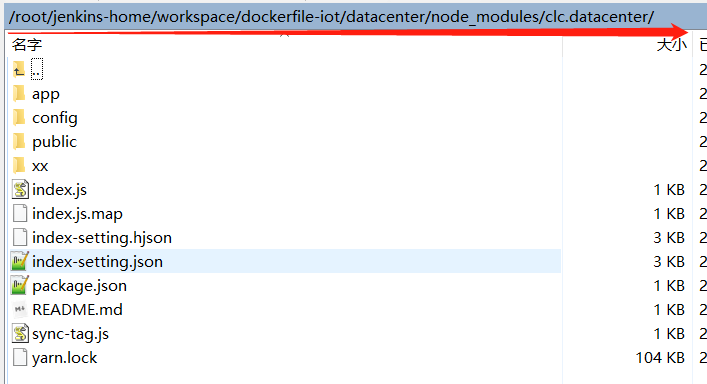 /root/jenkins-home/workspace/dockerfile-iot/datacenter/node_modules/clc.datacenter/
名字 大小 已
.. 2
app 2
config 2
public 2
xx 2
index.js 1 KB 2
index.js.map 1 KB 2
index-setting.hjson 3 KB 2
index-setting.json 3 KB 2
package.json 1 KB 2
README.md 1 KB 2
sync-tag.js 1 KB 2
yarn.lock 104 KB 2